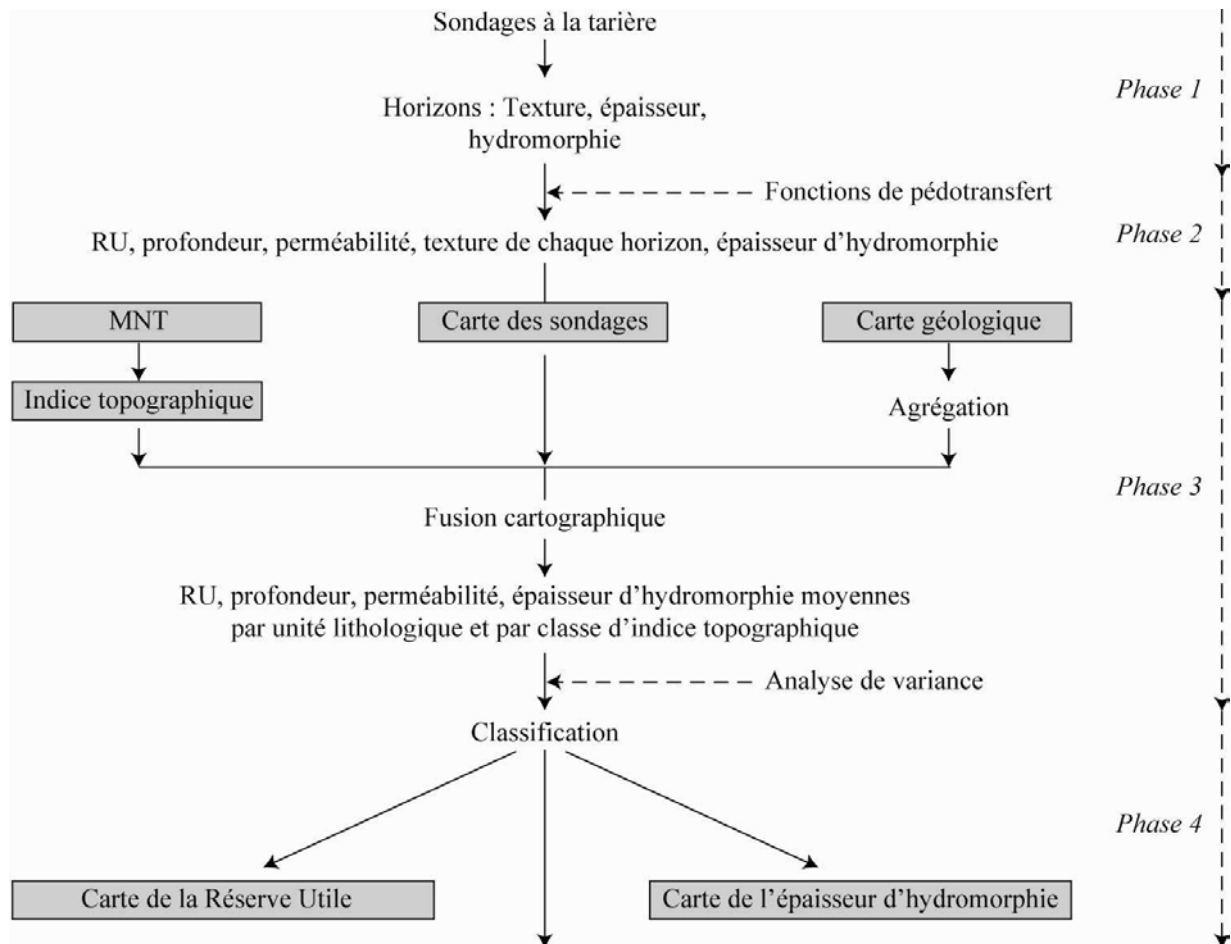 Sondages à la tarière
Phase 1
Horizons : Texture, épaisseur,
hydromorphie
Fonctions de pédotransfert
RU, profondeur, perméabilité, texture de chaque horizon, épaisseur d’hydromorphie
Phase 2
MNT
Carte des sondages
Carte géologique
Indice topographique
Agrégation
Phase 3
Fusion cartographique
RU, profondeur, perméabilité, épaisseur d’hydromorphie moyennes
par unité lithologique et par classe d’indice topographique
Analyse de variance
Classification
Phase 4
Carte de la Réserve Utile
Carte de l’épaisseur d’hydromorphie